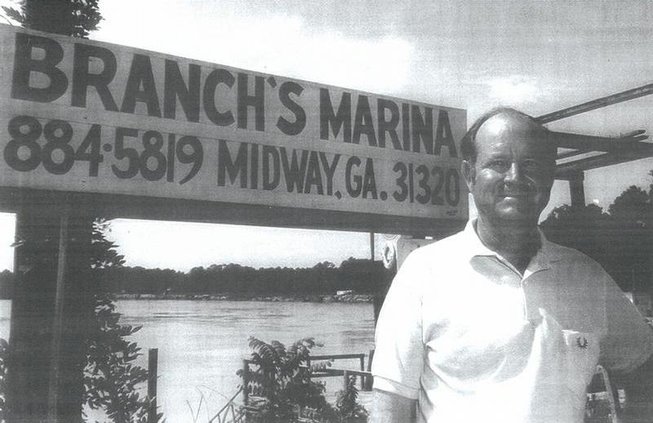 BRANCH'S MARINA
884-5819 MIDWAY, GA. 31320